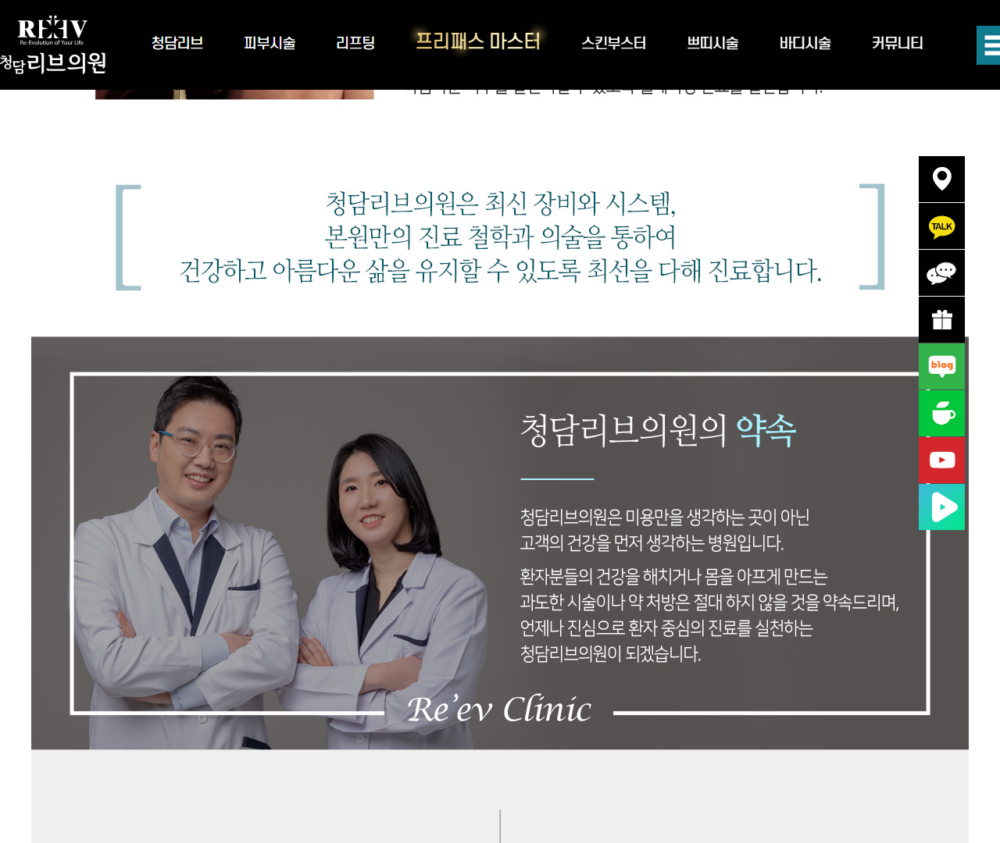 RE EV
Re-Evolution of Your Life
청담리브의원
청담리브
피부시술
리프팅
프리패스 마스터
스킨부스터
쁘띠시술
바디시술
커뮤니티
청담리브의원은 최신 장비와 시스템,
본원만의 진료 철학과 의술을 통하여
건강하고 아름다운 삶을 유지할 수 있도록 최선을 다해 진료합니다.
TALK
blog
청담리브의원의 약속
청담리브의원은 미용만을 생각하는 곳이 아닌
고객의 건강을 먼저 생각하는 병원입니다.
환자분들의 건강을 해치거나 몸을 아프게 만드는
과도한 시술이나 약 처방은 절대 하지 않을 것을 약속드리며,
언제나 진심으로 환자 중심의 진료를 실천하는
청담리브의원이 되겠습니다.
Re'ev Clinic